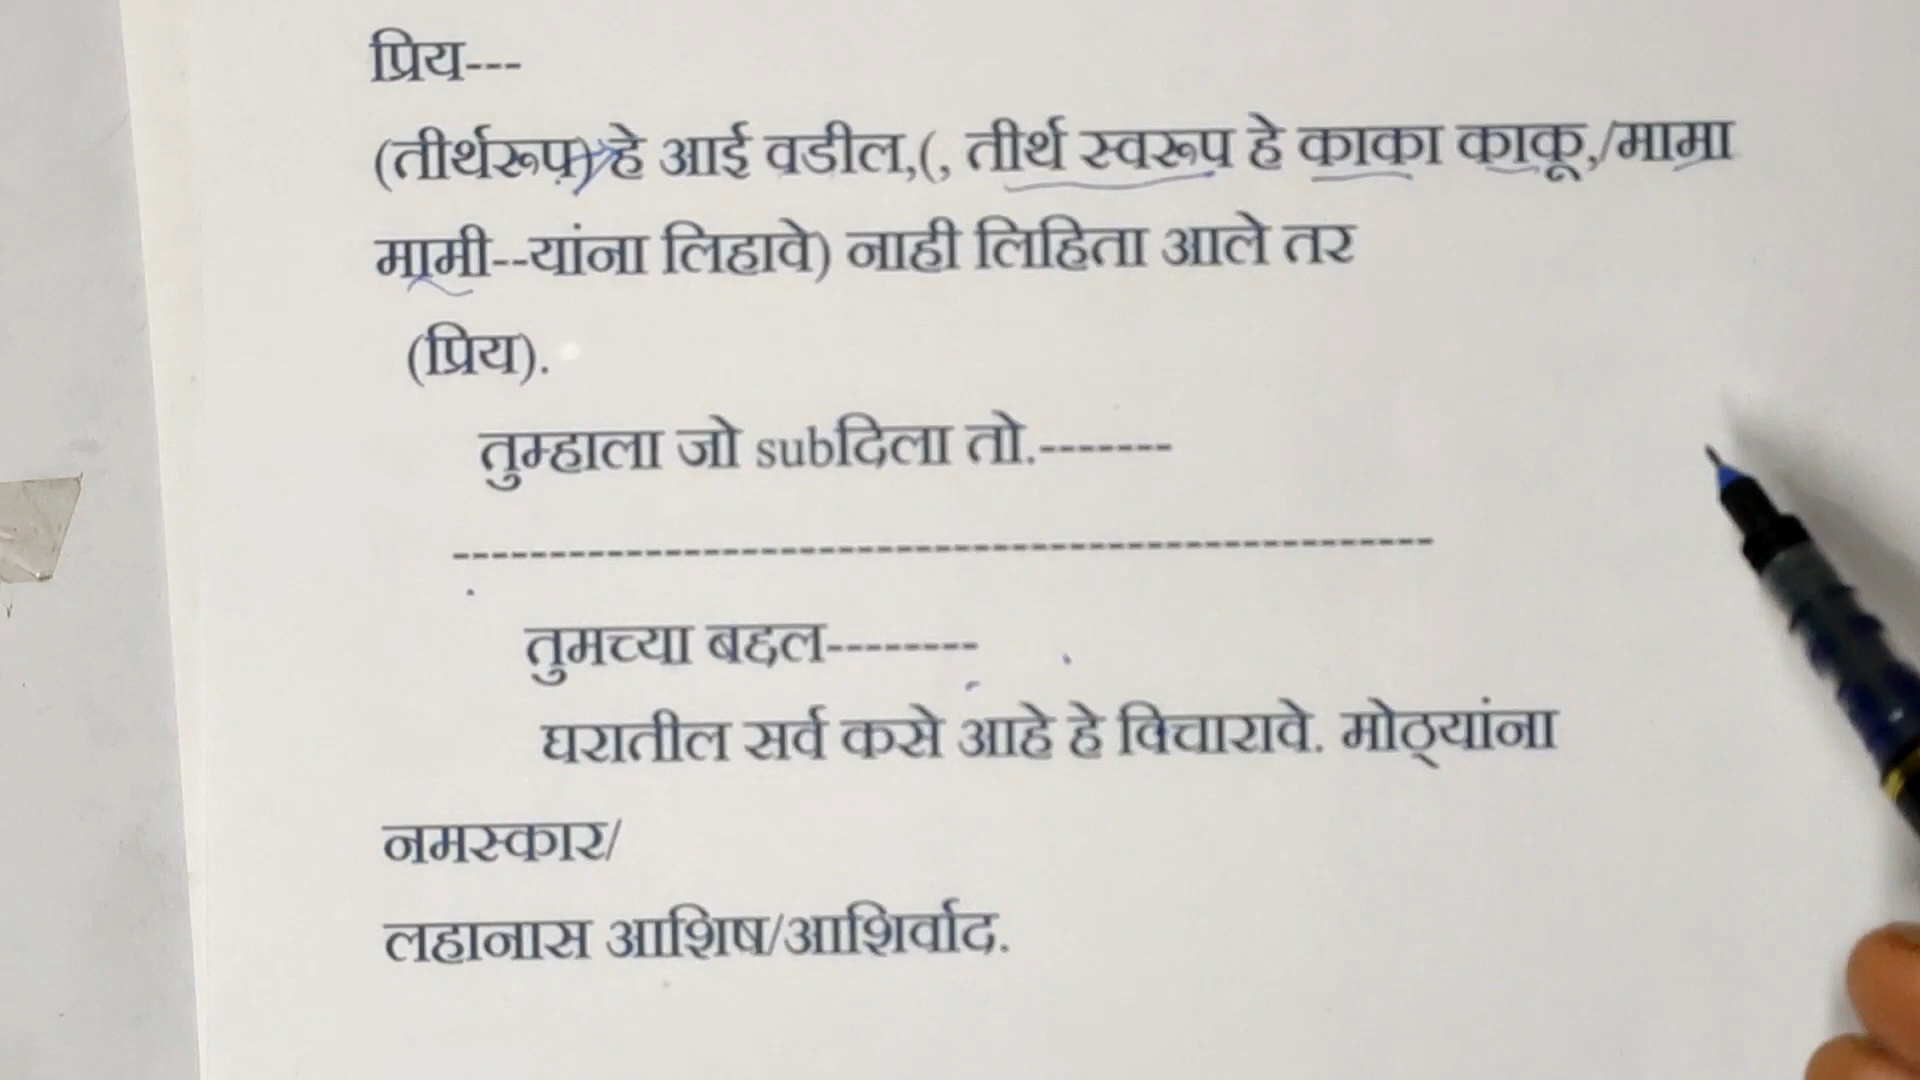 प्रिय---
(तीर्थरूप) हे आई वडील,(, तीर्थ स्वरूप हे काका काकू,/मामा
मामी--यांना लिहावे) नाही लिहिता आले तर
(प्रिय).
तुम्हाला जो subदिला तो.-------
---------------------------------------------------
तुमच्या बद्दल--------
घरातील सर्व कसे आहे हे विचारावे. मोठ्यांना
नमस्कार/
लहानास आशिष/आशिर्वाद.